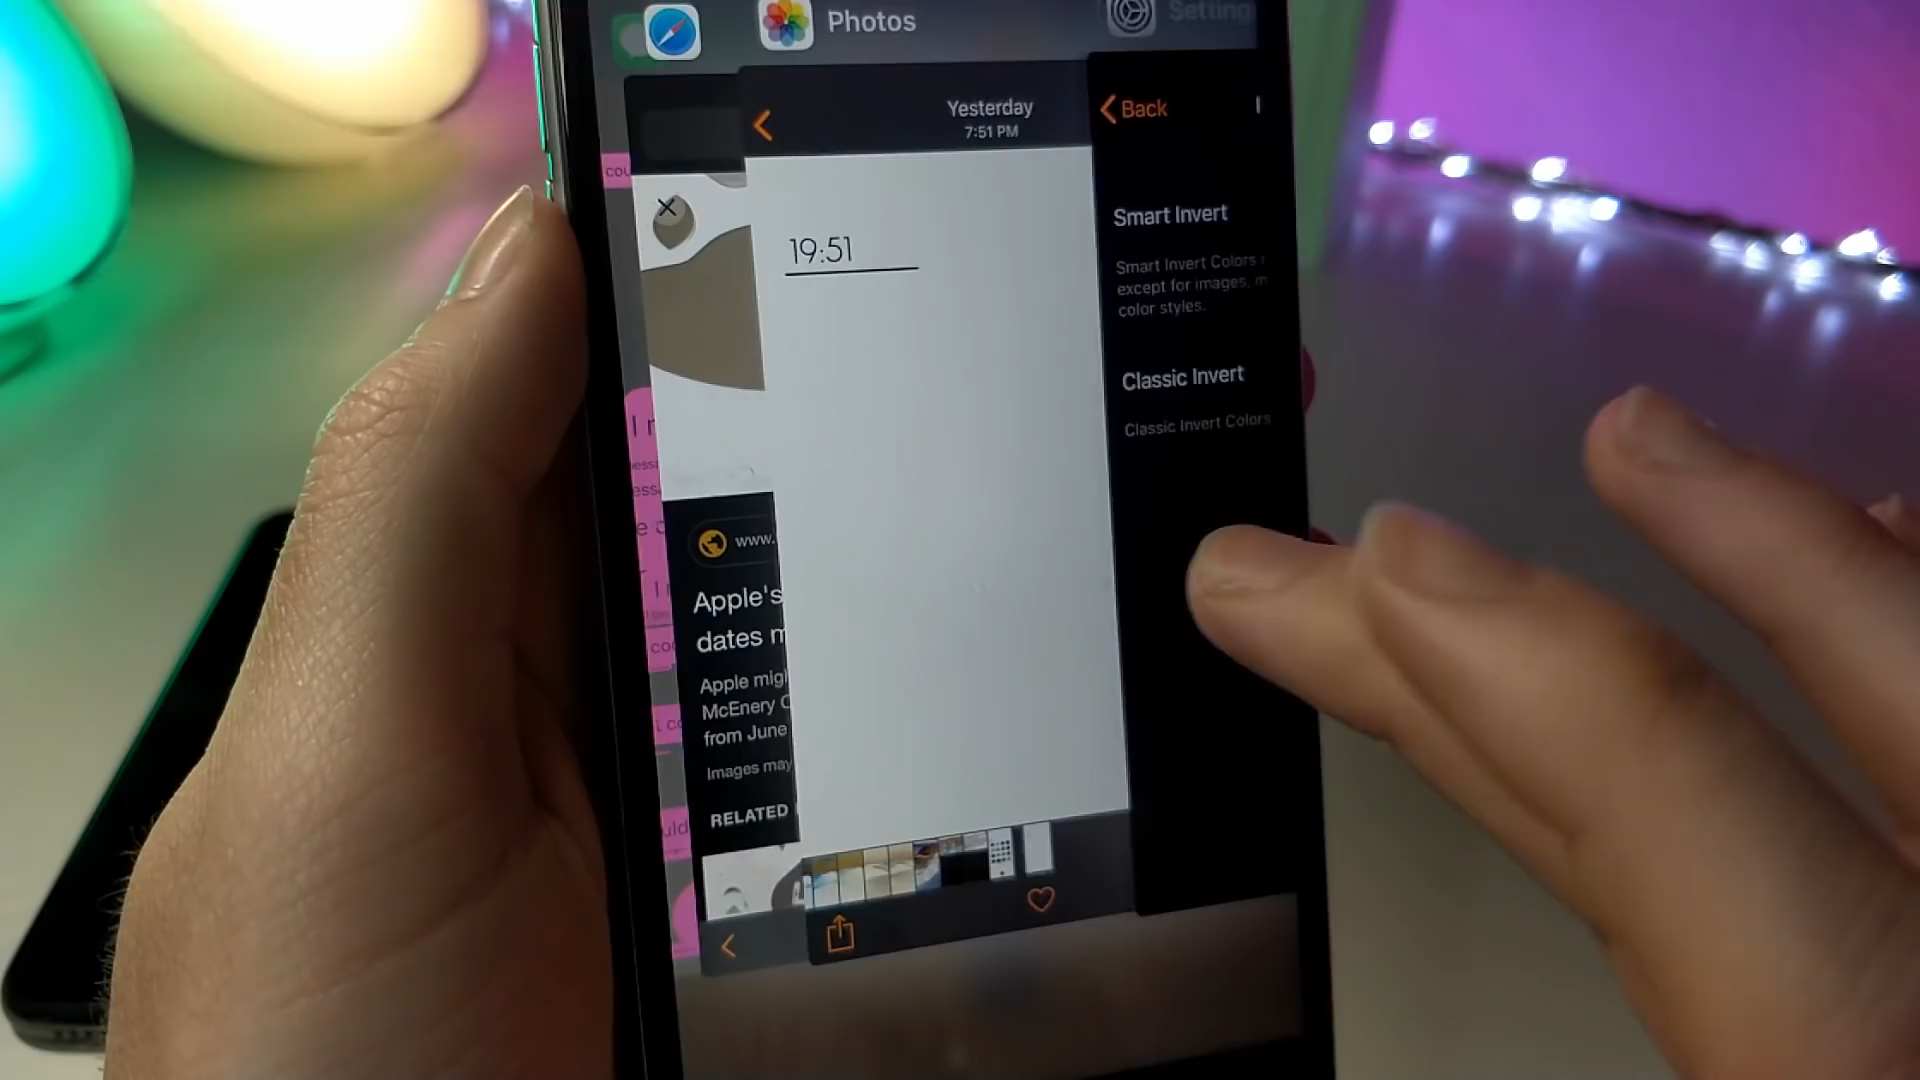 Photos
Yesterday
7:51 PM
Back
19:51
Smart Invert
Smart Invert Colors
except for images,
color styles.
Classic Invert
Classic Invert Colors
www.
Apple's
dates
Apple
McEnery
from June
Images may
RELATED